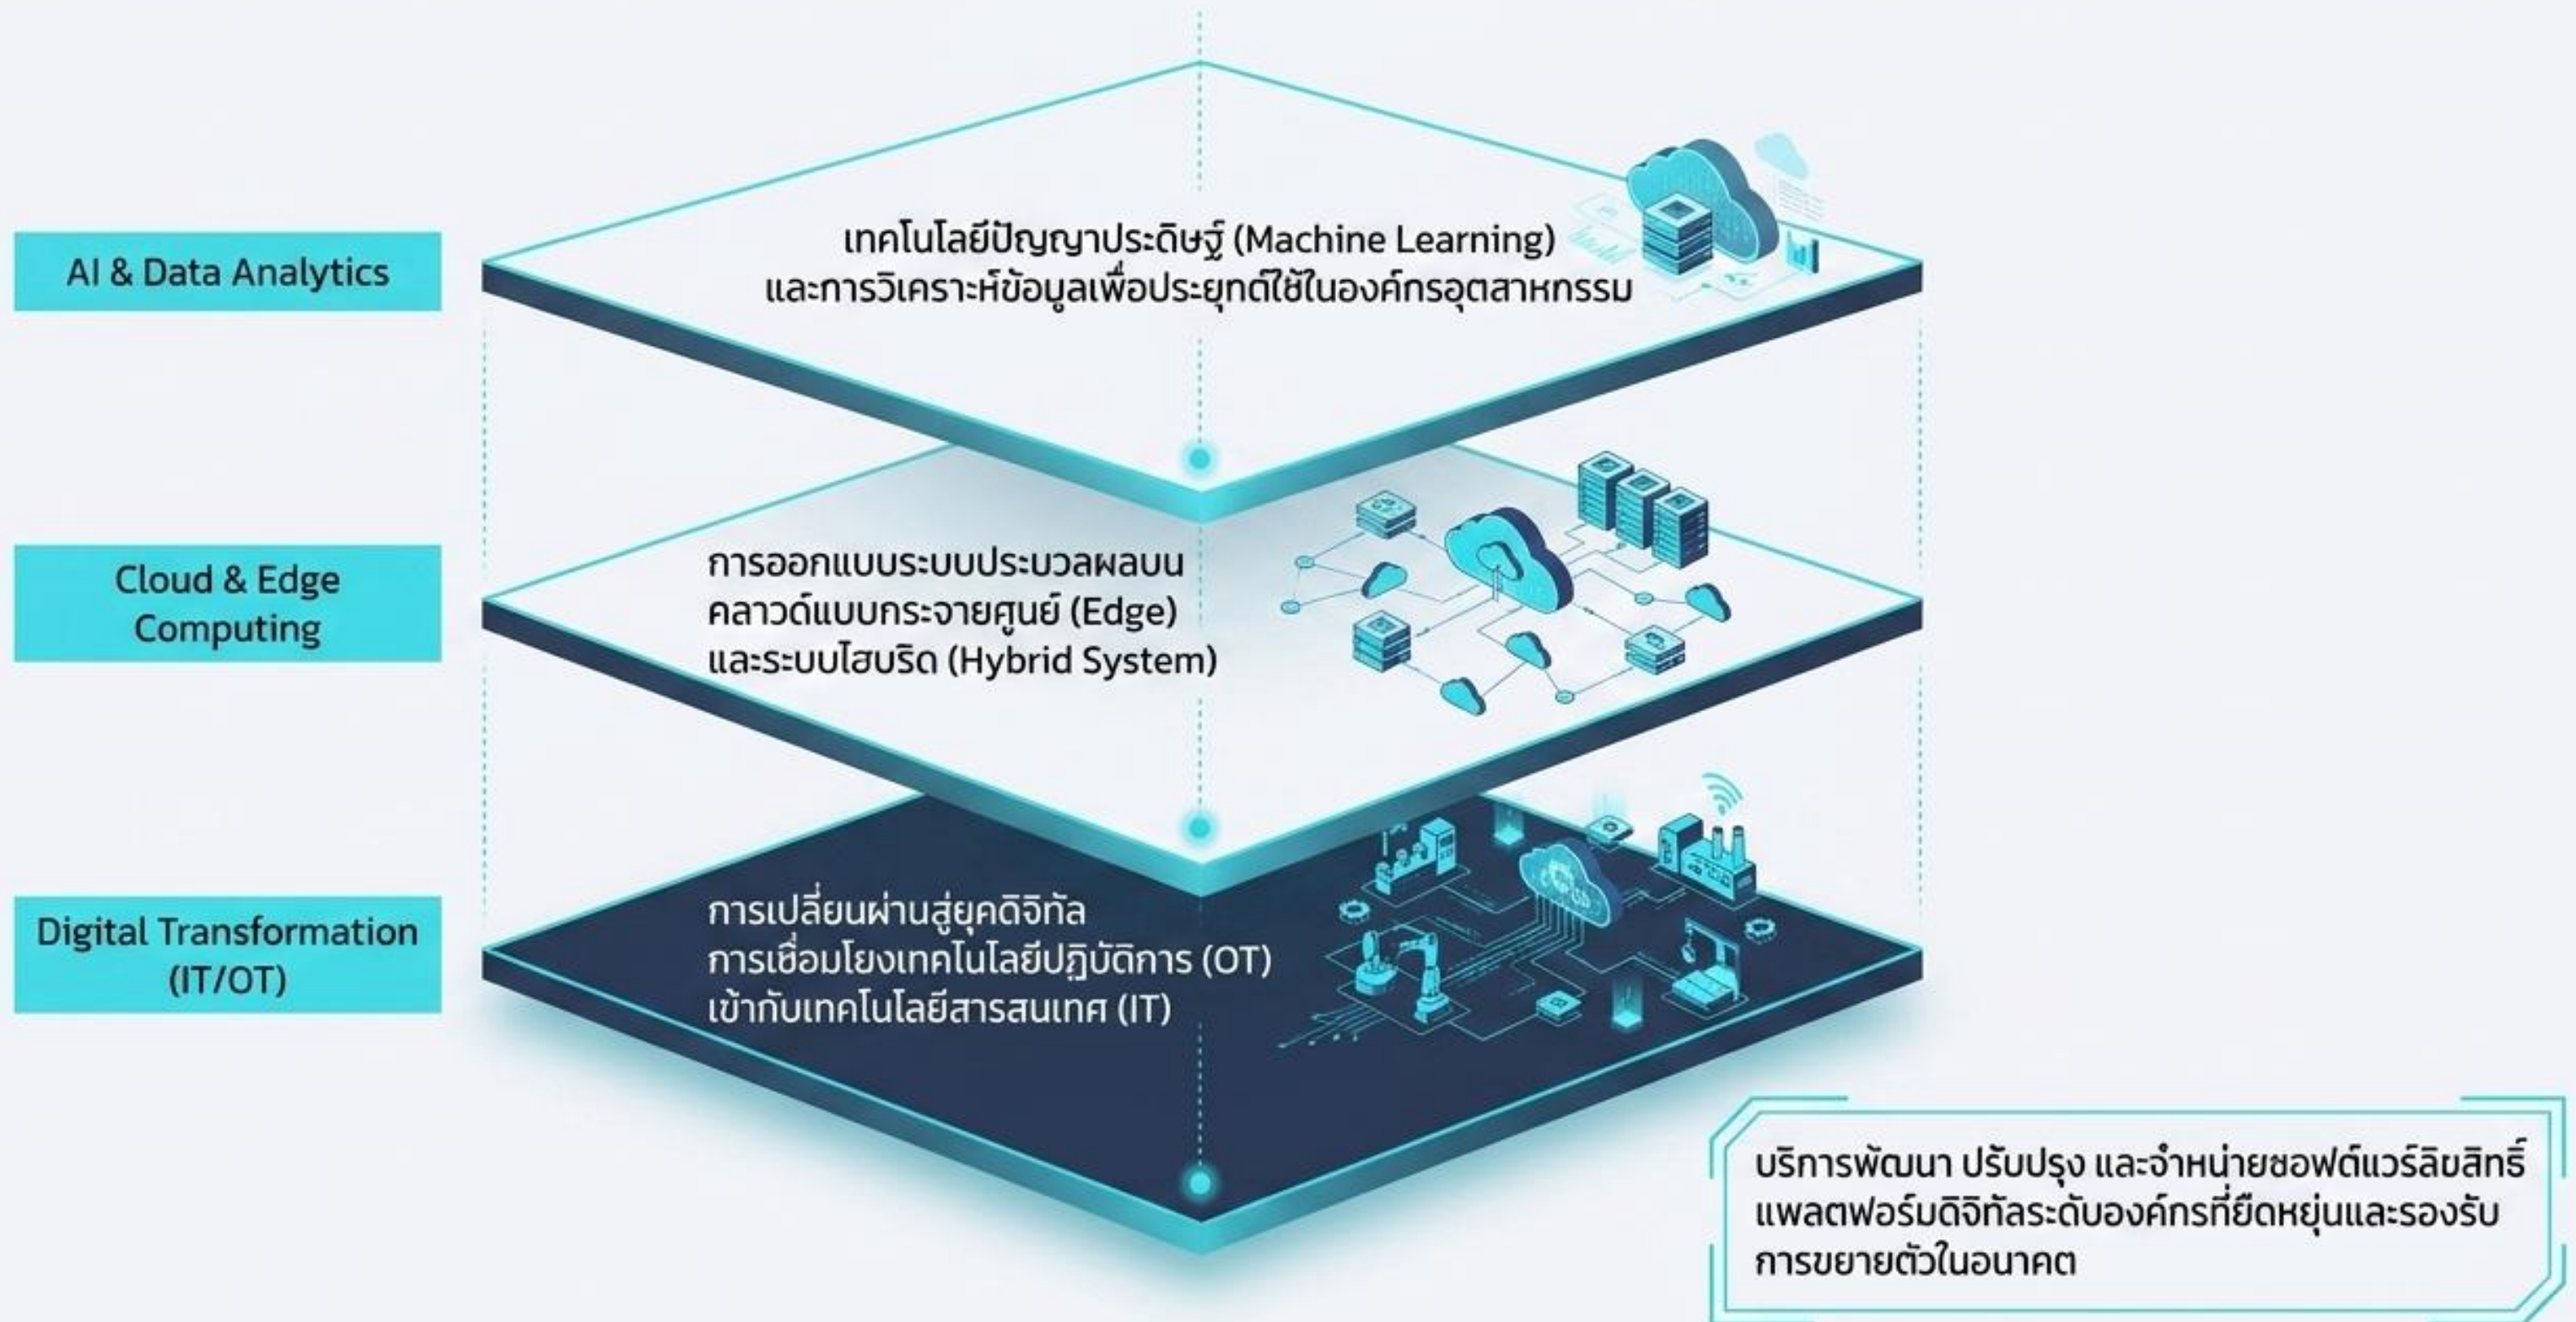 AI & Data Analytics
เทคโนโลยีปัญญาประดิษฐ์ (Machine Learning)
และการวิเคราะห์ข้อมูลเพื่อประยุกต์ใช้ในองค์กรอุตสาหกรรม
Cloud & Edge
Computing
การออกแบบระบบประมวลผลบน
คลาวด์แบบกระจายศูนย์ (Edge)
และระบบไฮบริด (Hybrid System)
Digital Transformation
(IT/OT)
การเปลี่ยนผ่านสู่ยุคดิจิทัล
การเชื่อมโยงเทคโนโลยีปฏิบัติการ (OT)
เข้ากับเทคโนโลยีสารสนเทศ (IT)
บริการพัฒนา ปรับปรุง และจำหน่ายซอฟต์แวร์ลิขสิทธิ์
แพลตฟอร์มดิจิทัลระดับองค์กรที่ยืดหยุ่นและรองรับ
การขยายตัวในอนาคต